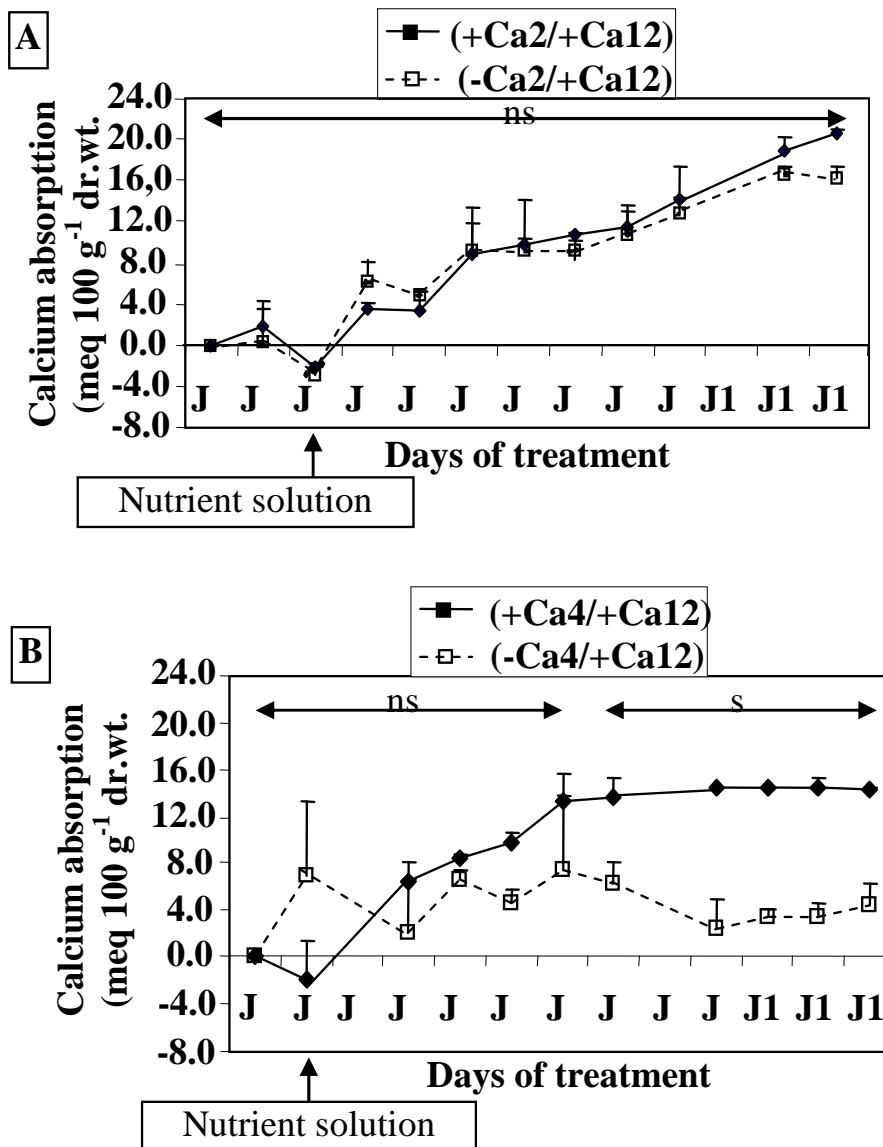 A
(+Ca2/+Ca12)
(-Ca2/+Ca12)
Calcium absorpttion
(meq 100 g-1 dr.wt.
24.0
20.0
16,0
12.0
8.0
4.0
0.0
-4.0
-8.0
ns
J J J J J J J J J J J1 J1 J1
Days of treatment
Nutrient solution
B
(+Ca4/+Ca12)
(-Ca4/+Ca12)
Calcium absorption
(meq 100 g-1 dr.wt.
24.0
20.0
16.0
12.0
8.0
4.0
0.0
-4.0
-8.0
ns s
J J J J J J J J J J J1 J1 J1
Days of treatment
Nutrient solution